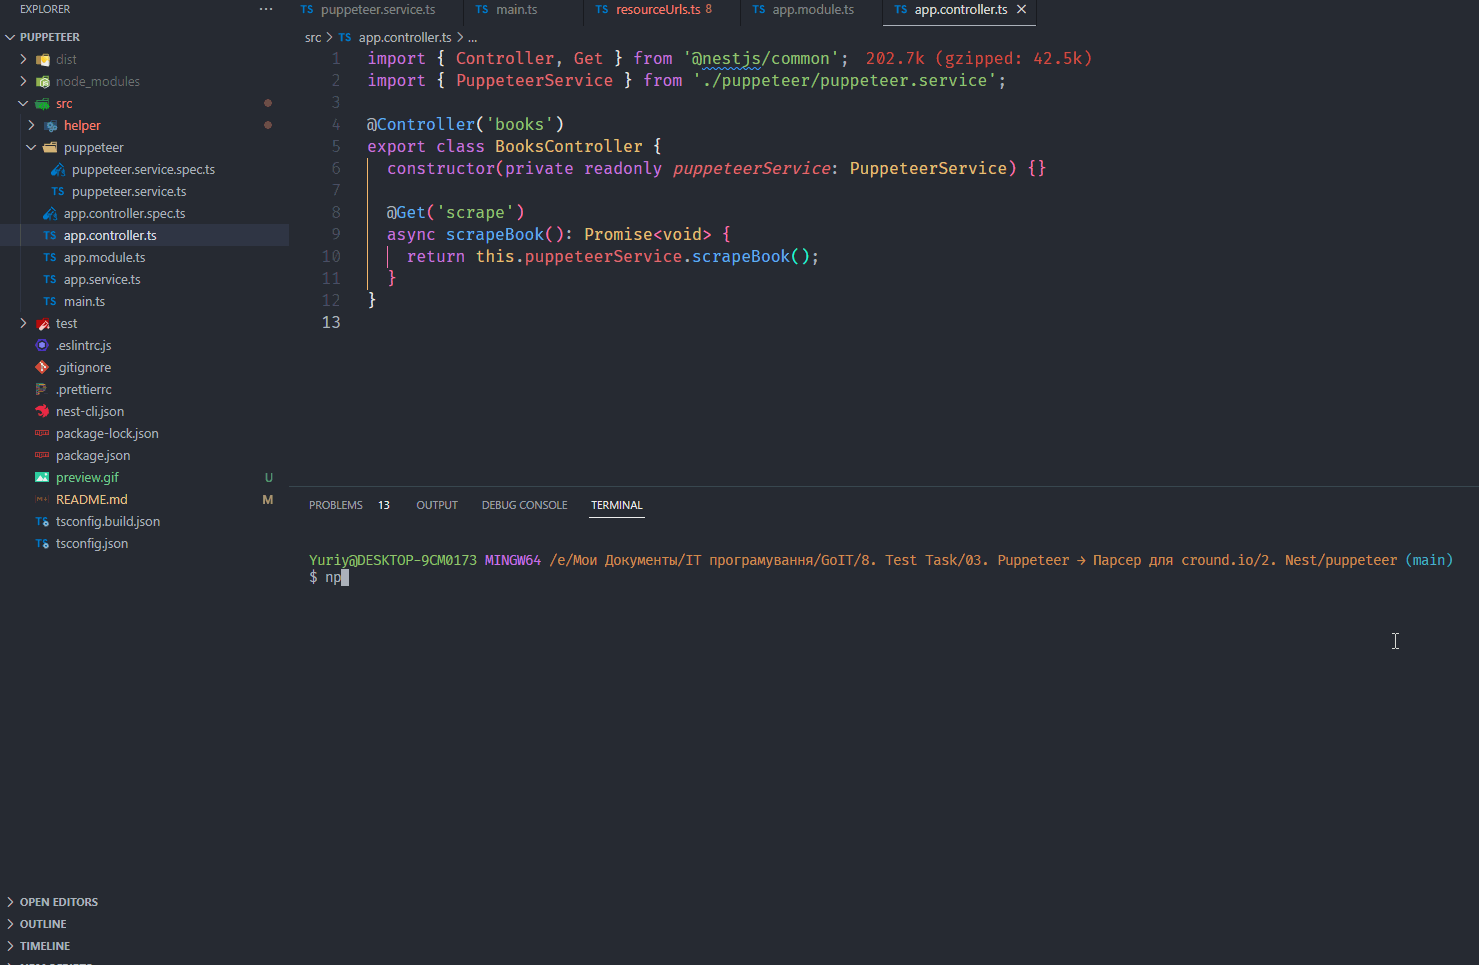 EXPLORER ...
PUPPETEER
dist
node_modules
src
helper
puppeteer
puppeteer.service.spec.ts
TS puppeteer.service.ts
app.controller.spec.ts
TS app.controller.ts
TS app.module.ts
TS app.service.ts
TS main.ts
test
.eslintrc.js
.gitignore
.prettierrc
nest-cli.json
package-lock.json
package.json
preview.gif U
README.md M
tsconfig.build.json
tsconfig.json
OPEN EDITORS
OUTLINE
TIMELINE
TS puppeteer.service.ts TS main.ts TS resourceUrls.ts 8 TS app.module.ts TS app.controller.ts
src > TS app.controller.ts > ...
1 import { Controller, Get } from '@nestjs/common'; 202.7k (gzipped: 42.5k)
2 import { PuppeteerService } from './puppeteer/puppeteer.service';
3
4 @Controller('books')
5 export class BooksController {
6 constructor(private readonly puppeteerService: PuppeteerService) {}
7
8 @Get('scrape')
9 async scrapeBook(): Promise<void> {
10 return this.puppeteerService.scrapeBook();
11 }
12 }
13
PROBLEMS 13 OUTPUT DEBUG CONSOLE TERMINAL
Yuriy@DESKTOP-9CM0173 MINGW64 /e/Мои Документы/IT програмування/GoIT/8. Test Task/03. Puppeteer → Парсер для cround.io/2. Nest/puppeteer (main)
$ np